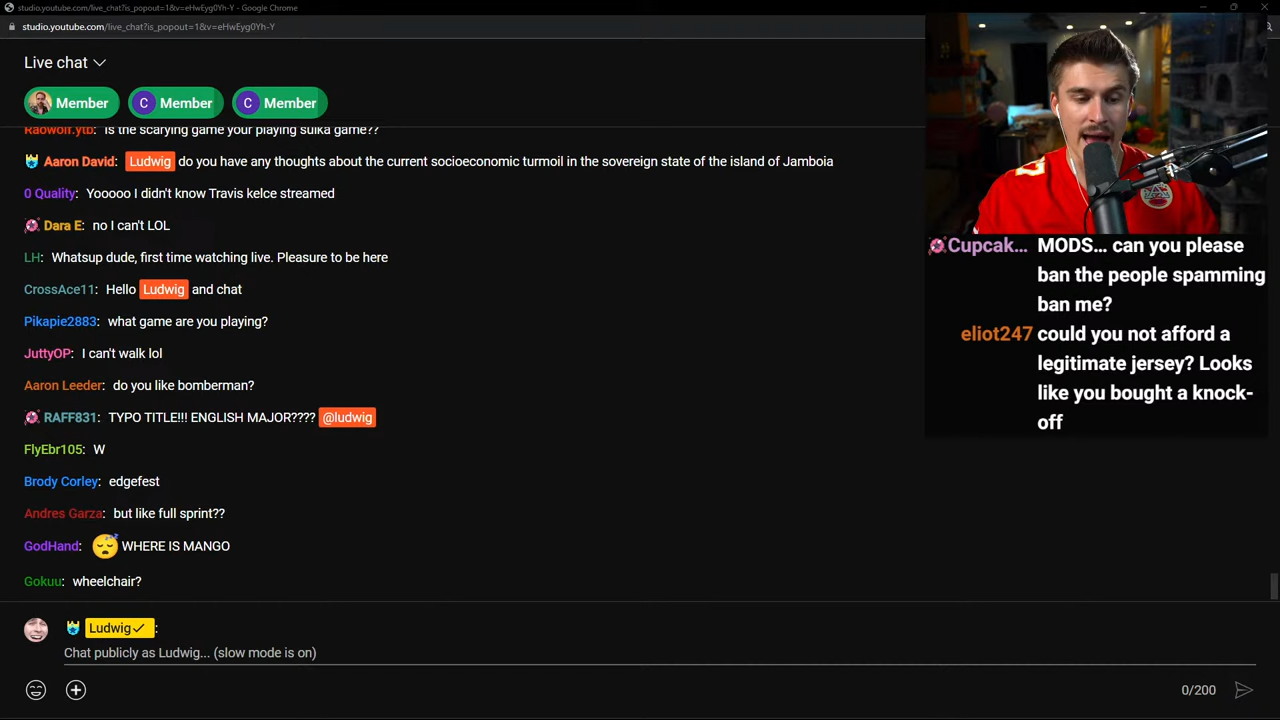 studio.youtube.com/live_chat?is_popout=1&v=eHwEyg0Yh-Y - Google Chrome
studio.youtube.com/live_chat?is_popout=1&v=eHwEyg0Yh-Y
Live chat
Member
C Member
C Member
Raowolf.ytb: Is the scarying game your playing suika game??
Aaron David: Ludwig do you have any thoughts about the current socioeconomic turmoil in the sovereign state of the island of Jamboia
0 Quality: Yooooo I didn't know Travis kelce streamed
Dara E: no I can't LOL
LH: Whatsup dude, first time watching live. Pleasure to be here
CrossAce11: Hello Ludwig and chat
Pikapie2883: what game are you playing?
JuttyOP: I can't walk lol
Aaron Leeder: do you like bomberman?
RAFF831: TYPO TITLE!!! ENGLISH MAJOR???? @ludwig
FlyEbr105: W
Brody Corley: edgefest
Andres Garza: but like full sprint??
GodHand: WHERE IS MANGO
Gokuu: wheelchair?
Ludwig:
Chat publicly as Ludwig... (slow mode is on)
0/200
Cupcak... MODS... can you please
ban the people spamming
ban me?
eliot247 could you not afford a
legitimate jersey? Looks
like you bought a knock-
off